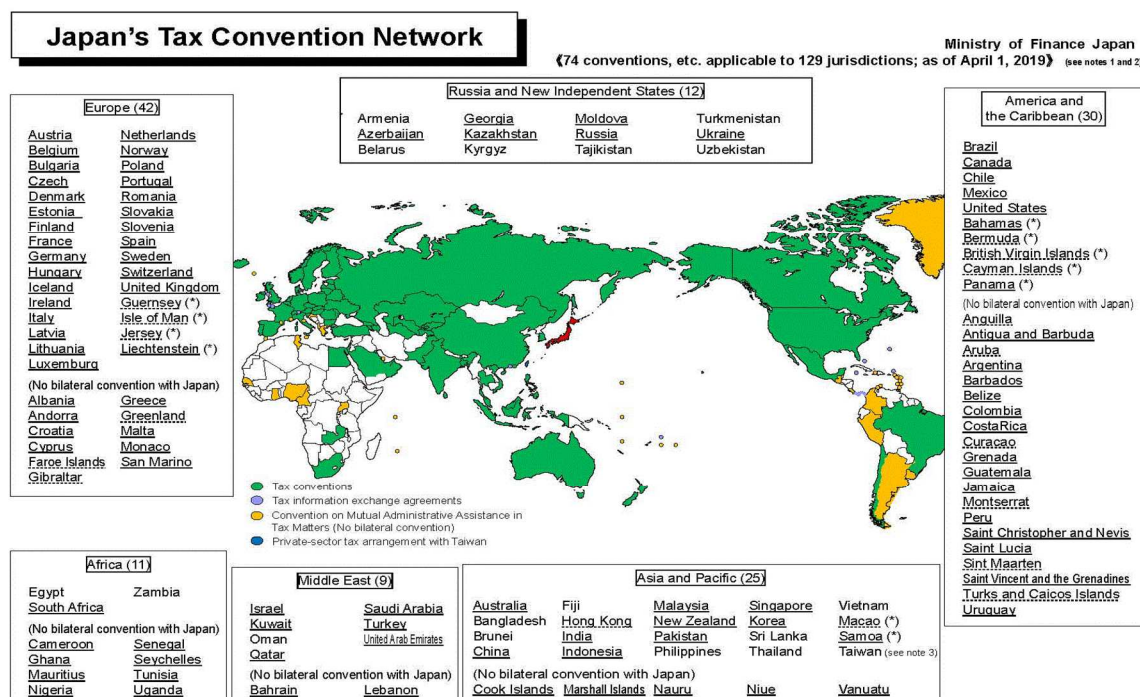 Japan's Tax Convention Network
Ministry of Finance Japan
《74 conventions, etc. applicable to 129 jurisdictions; as of April 1, 2019》 (see notes 1 and 2)
Europe (42)
Austria Netherlands
Belgium Norway
Bulgaria Poland
Czech Portugal
Denmark Romania
Estonia Slovakia
Finland Slovenia
France Spain
Germany Sweden
Hungary Switzerland
Iceland United Kingdom
Ireland Guernsey (*)
Italy Isle of Man (*)
Latvia Jersey (*)
Lithuania Liechtenstein (*)
Luxemburg
(No bilateral convention with Japan)
Albania Greece
Andorra Greenland
Croatia Malta
Cyprus Monaco
Faroe Islands San Marino
Gibraltar
Russia and New Independent States (12)
Armenia Georgia Moldova Turkmenistan
Azerbaijan Kazakhstan Russia Ukraine
Belarus Kyrgyz Tajikistan Uzbekistan
America and
the Caribbean (30)
Brazil
Canada
Chile
Mexico
United States
Bahamas (*)
Bermuda (*)
British Virgin Islands (*)
Cayman Islands (*)
Panama (*)
(No bilateral convention with Japan)
Anguilla
Antigua and Barbuda
Aruba
Argentina
Barbados
Belize
Colombia
CostaRica
Curacao
Grenada
Guatemala
Jamaica
Montserrat
Peru
Saint Christopher and Nevis
Saint Lucia
Sint Maarten
Saint Vincent and the Grenadines
Turks and Caicos Islands
Uruguay
Tax conventions
Tax information exchange agreements
Convention on Mutual Administrative Assistance in
Tax Matters (No bilateral convention)
Private-sector tax arrangement with Taiwan
Africa (11)
Egypt Zambia
South Africa
(No bilateral convention with Japan)
Cameroon Senegal
Ghana Seychelles
Mauritius Tunisia
Nigeria Uganda
Middle East (9)
Israel Saudi Arabia
Kuwait Turkey
Oman United Arab Emirates
Qatar
(No bilateral convention with Japan)
Bahrain Lebanon
Asia and Pacific (25)
Australia Fiji Malaysia Singapore Vietnam
Bangladesh Hong Kong New Zealand Korea Macao (*)
Brunei India Pakistan Sri Lanka Samoa (*)
China Indonesia Philippines Thailand Taiwan (see note 3)
(No bilateral convention with Japan)
Cook Islands Marshall Islands Nauru Niue Vanuatu